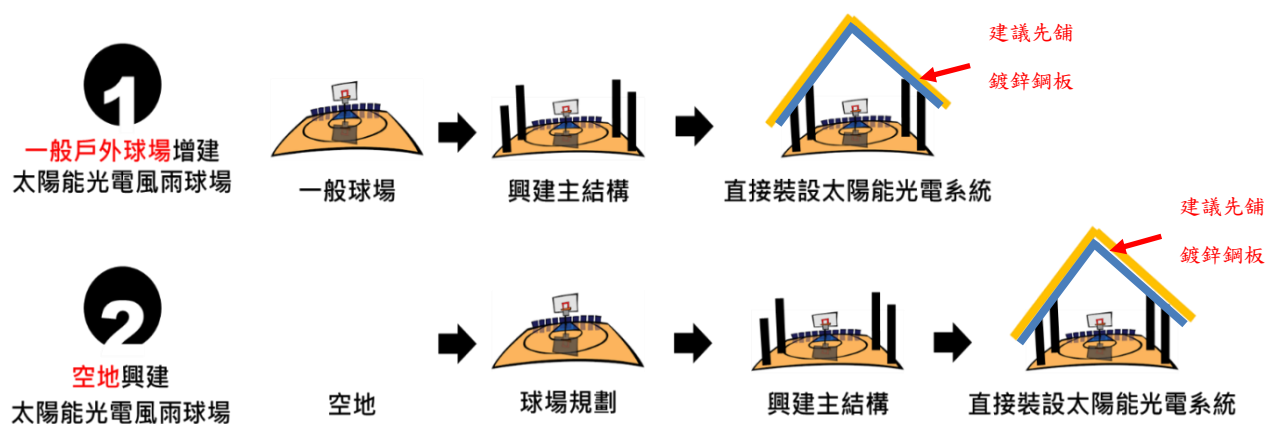 1
一般戶外球場增建
太陽能光電風雨球場
一般球場
興建主結構
直接裝設太陽能光電系統
建議先舖
鍍鋅鋼板
2
空地興建
太陽能光電風雨球場
空地
球場規劃
興建主結構
直接裝設太陽能光電系統
建議先舖
鍍鋅鋼板